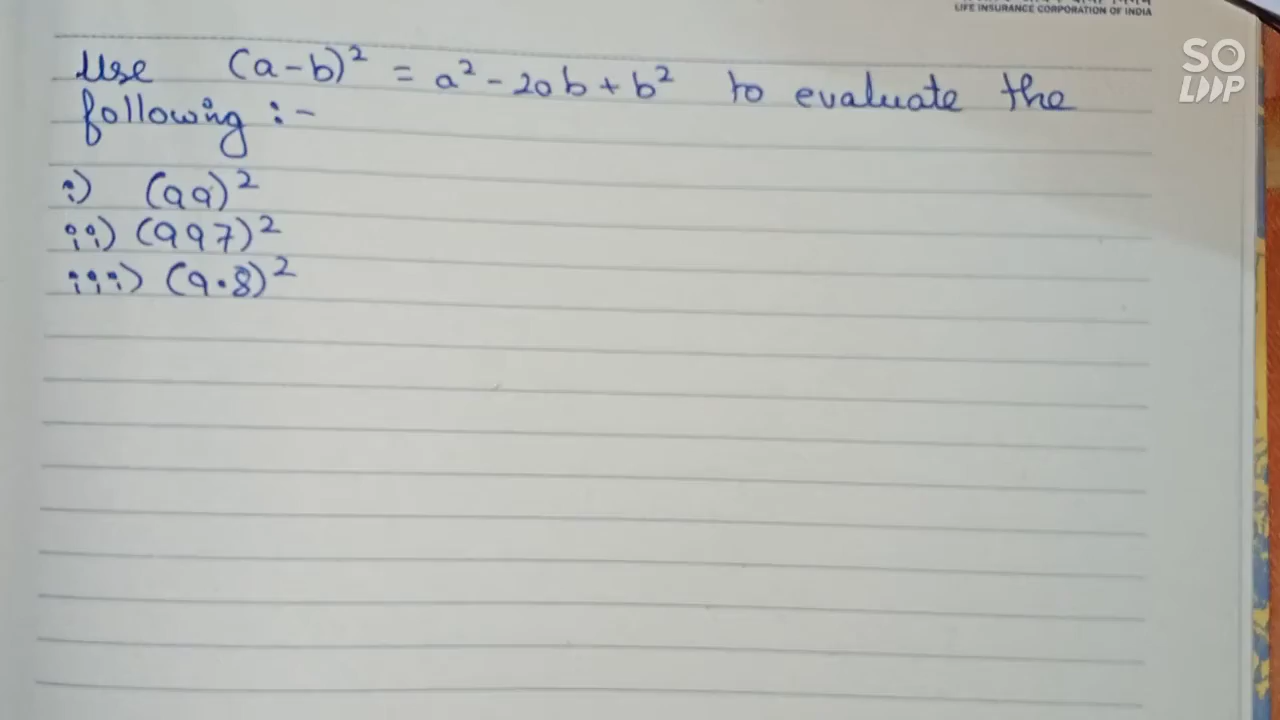 LIFE INSURANCE CORPORATION OF INDIA
SO
LOOP
Use (a-b)² = a² - 2ab + b² to evaluate the
following :-
i) (99)²
ii) (997)²
iii) (9.8)²